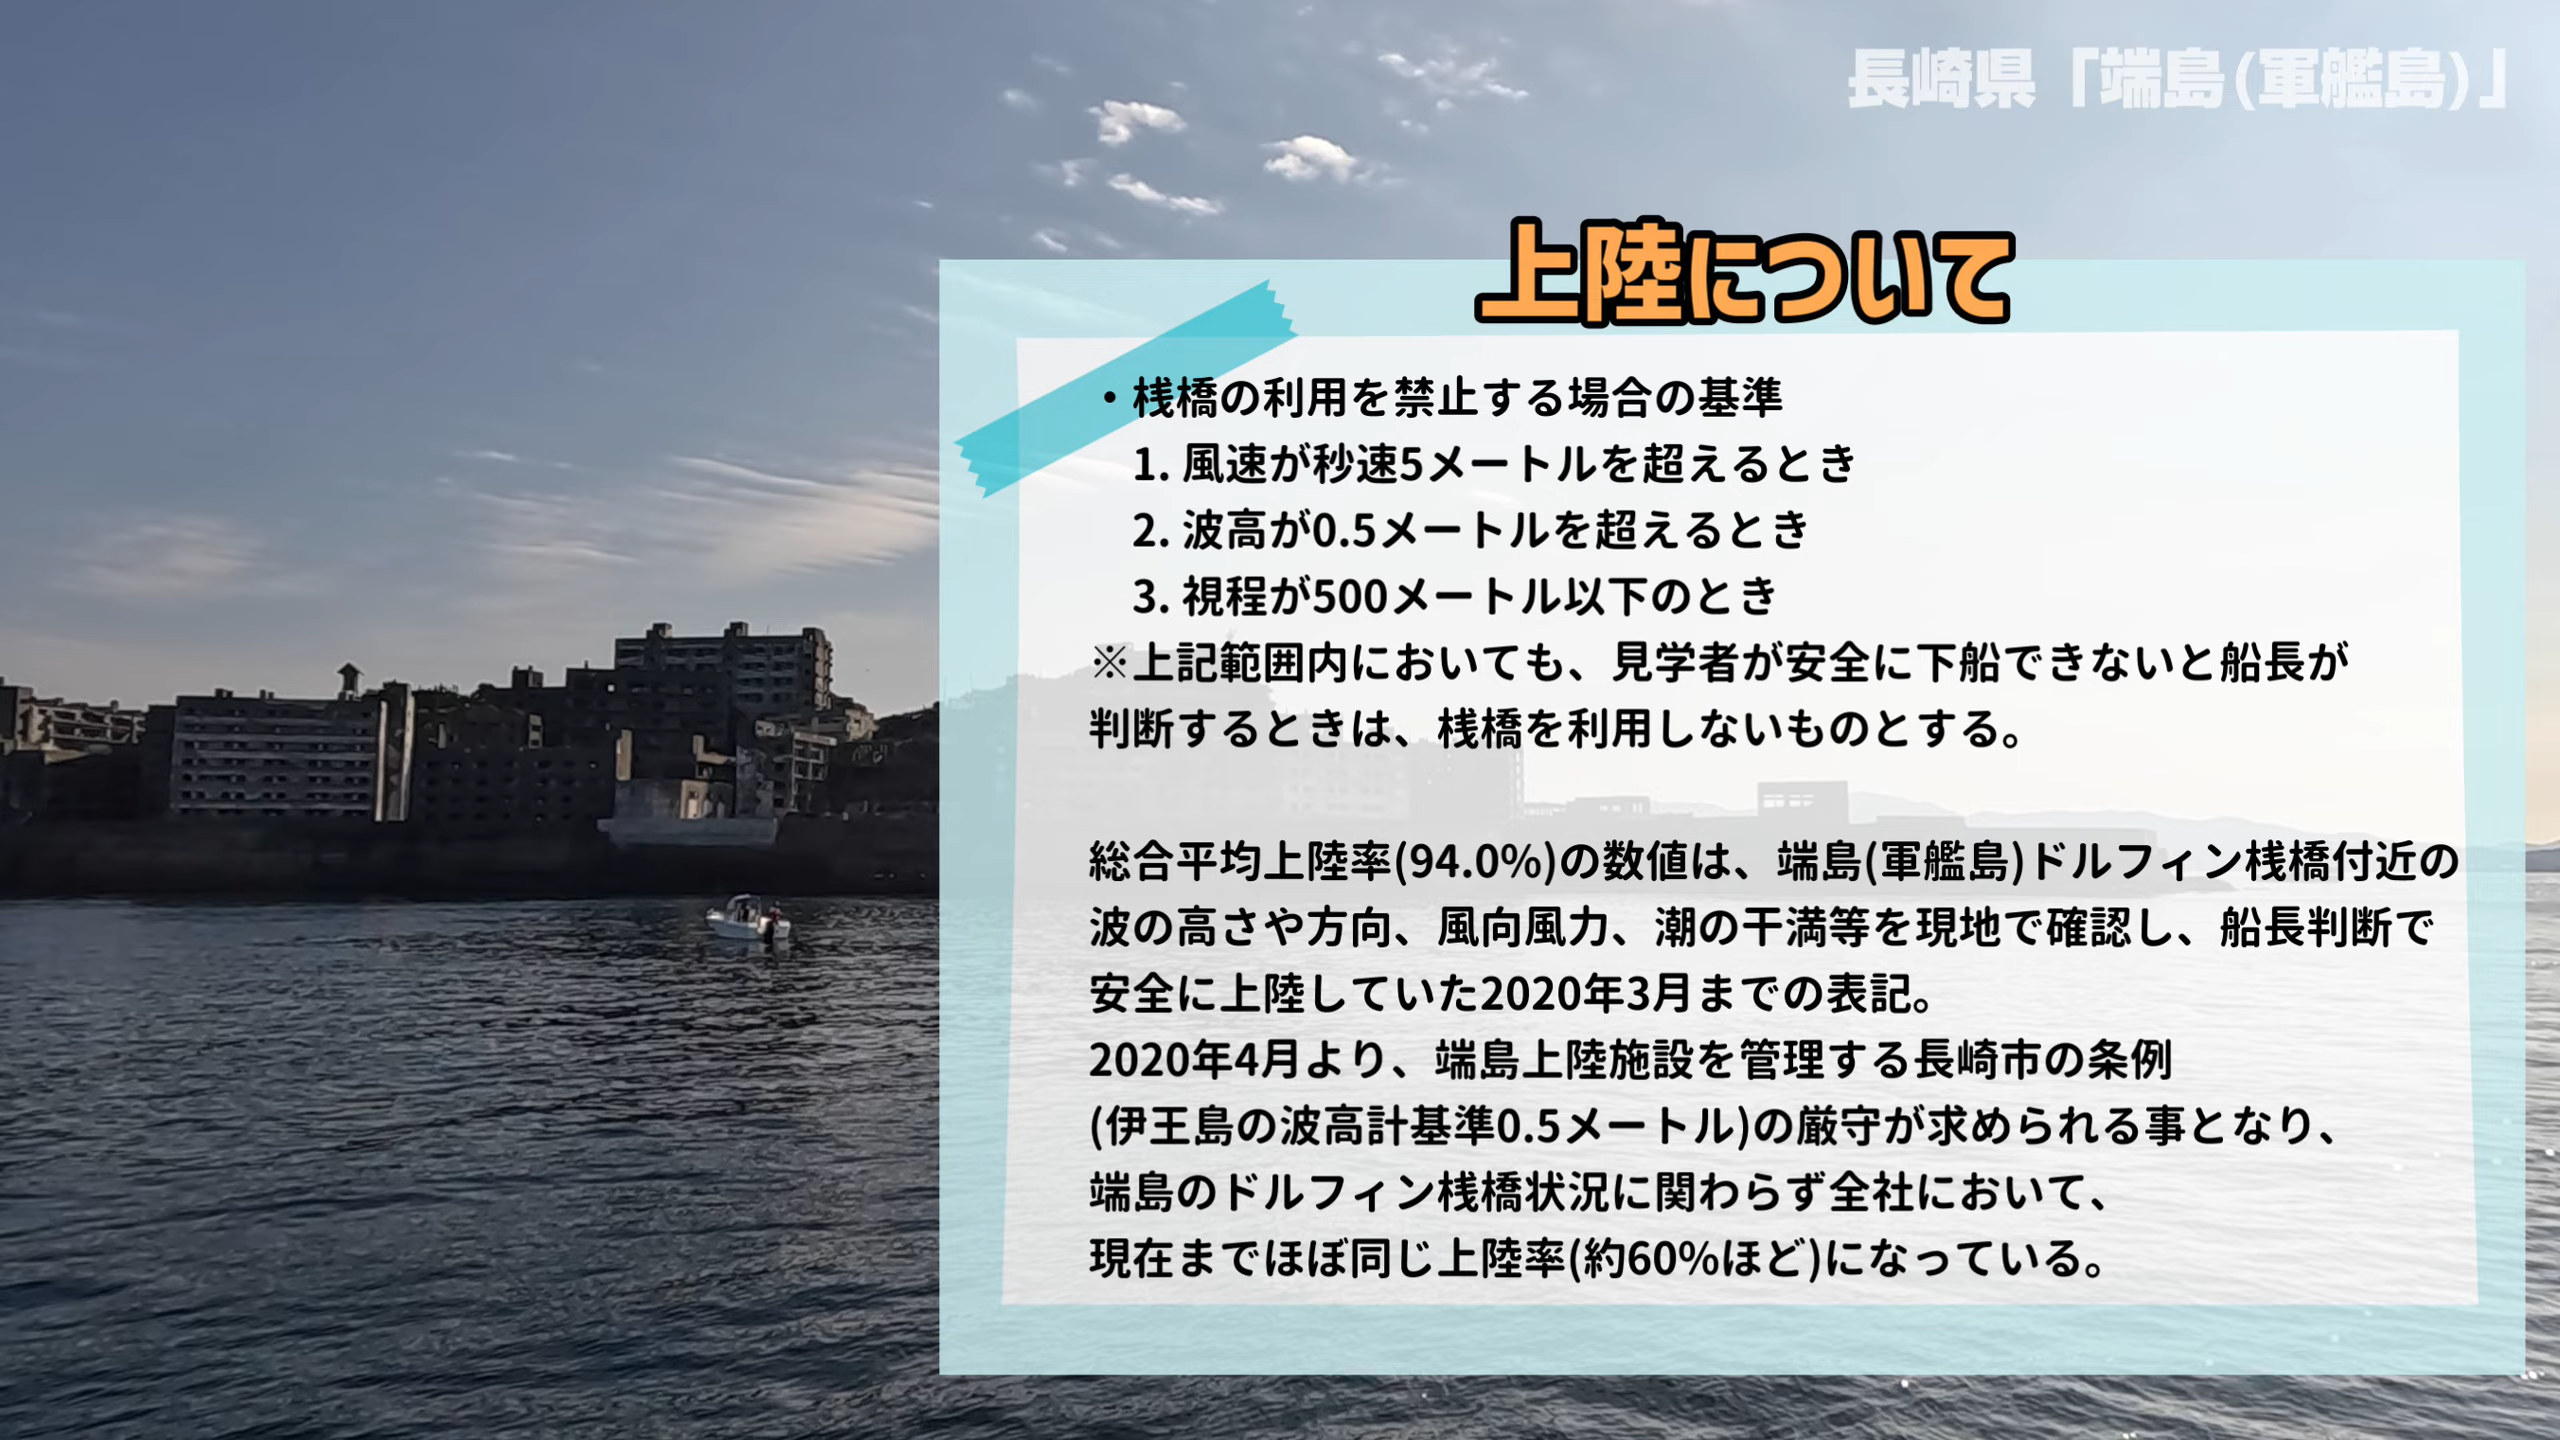 長崎県「端島(軍艦島)」
上陸について
・桟橋の利用を禁止する場合の基準
1. 風速が秒速5メートルを超えるとき
2. 波高が0.5メートルを超えるとき
3. 視程が500メートル以下のとき
※上記範囲内においても、見学者が安全に下船できないと船長が
判断するときは、桟橋を利用しないものとする。
総合平均上陸率(94.0%)の数値は、端島(軍艦島)ドルフィン桟橋付近の
波の高さや方向、風向風力、潮の干満等を現地で確認し、船長判断で
安全に上陸していた2020年3月までの表記。
2020年4月より、端島上陸施設を管理する長崎市の条例
(伊王島の波高計基準0.5メートル)の厳守が求められる事となり、
端島のドルフィン桟橋状況に関わらず全社において、
現在までほぼ同じ上陸率(約60%ほど)になっている。